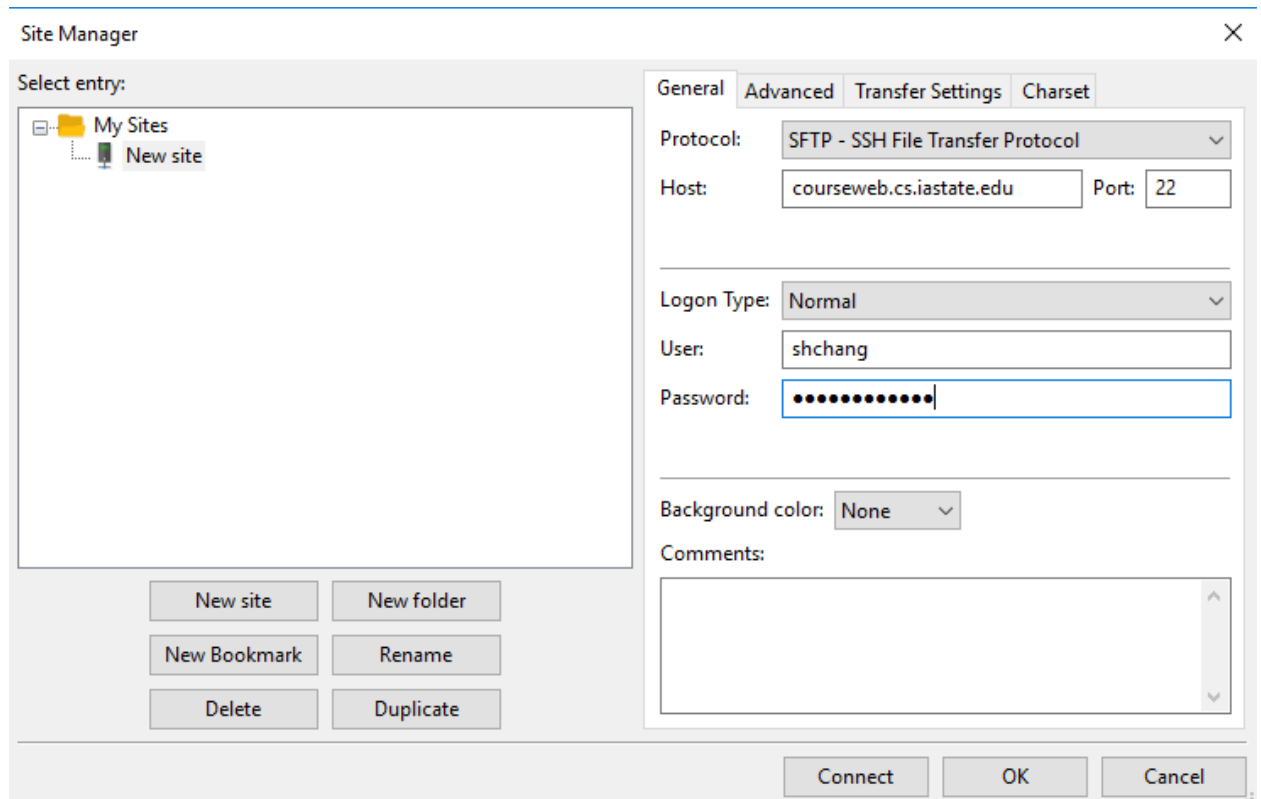 Site Manager
Select entry:
My Sites
New site
New site New folder
New Bookmark Rename
Delete Duplicate
General Advanced Transfer Settings Charset
Protocol: SFTP - SSH File Transfer Protocol
Host: courseweb.cs.iastate.edu Port: 22
Logon Type: Normal
User: shchang
Password: ●●●●●●●●●●●●
Background color: None
Comments:
Connect OK Cancel